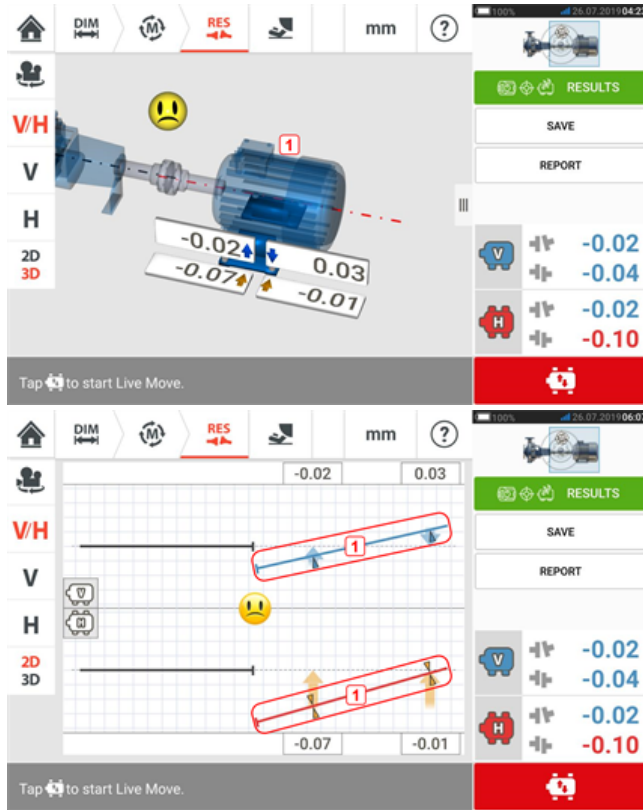 DIM
M
RES
mm
?
100%
26.07.2019 04:23
V/H
V
H
2D
3D
1
-0.02
0.03
-0.07
-0.01
RESULTS
SAVE
REPORT
V
-0.02
-0.04
H
-0.02
-0.10
Tap to start Live Move.
DIM
M
RES
mm
?
100%
26.07.2019 06:07
V/H
V
H
2D
3D
-0.02
0.03
1
V
H
1
-0.07
-0.01
RESULTS
SAVE
REPORT
V
-0.02
-0.04
H
-0.02
-0.10
Tap to start Live Move.